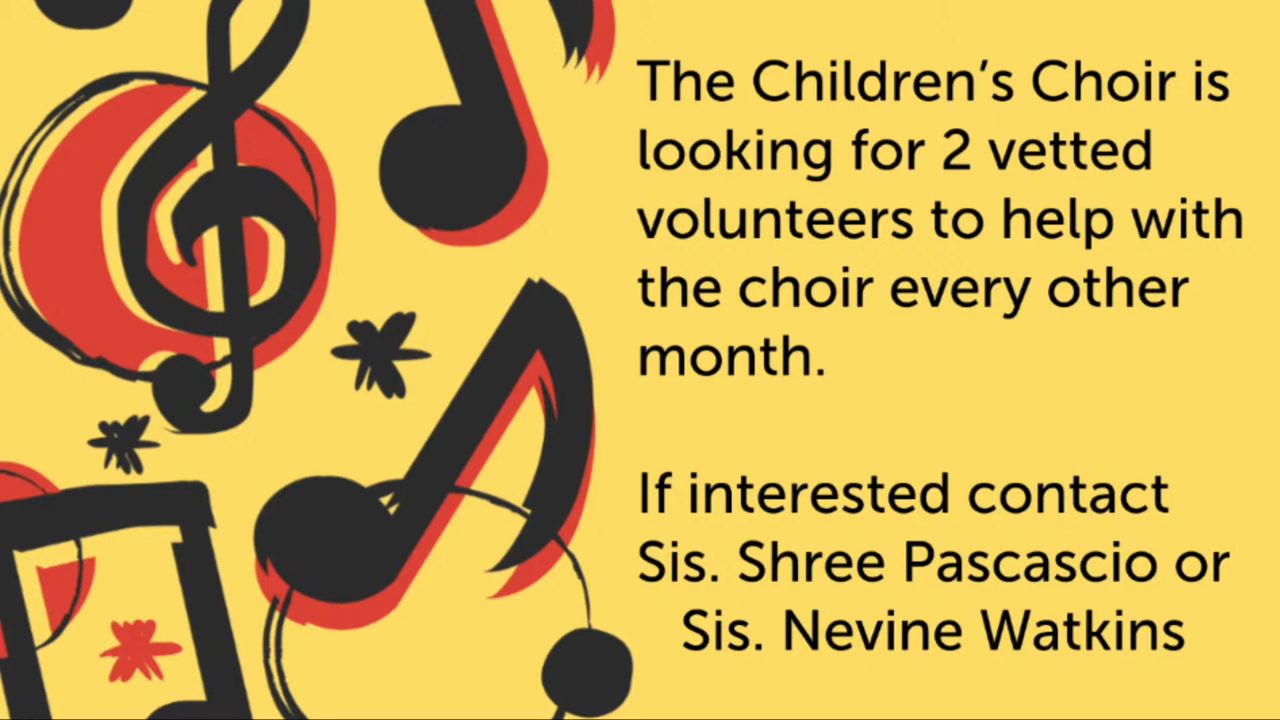 The Children’s Choir is
looking for 2 vetted
volunteers to help with
the choir every other
month.
If interested contact
Sis. Shree Pascascio or
Sis. Nevine Watkins